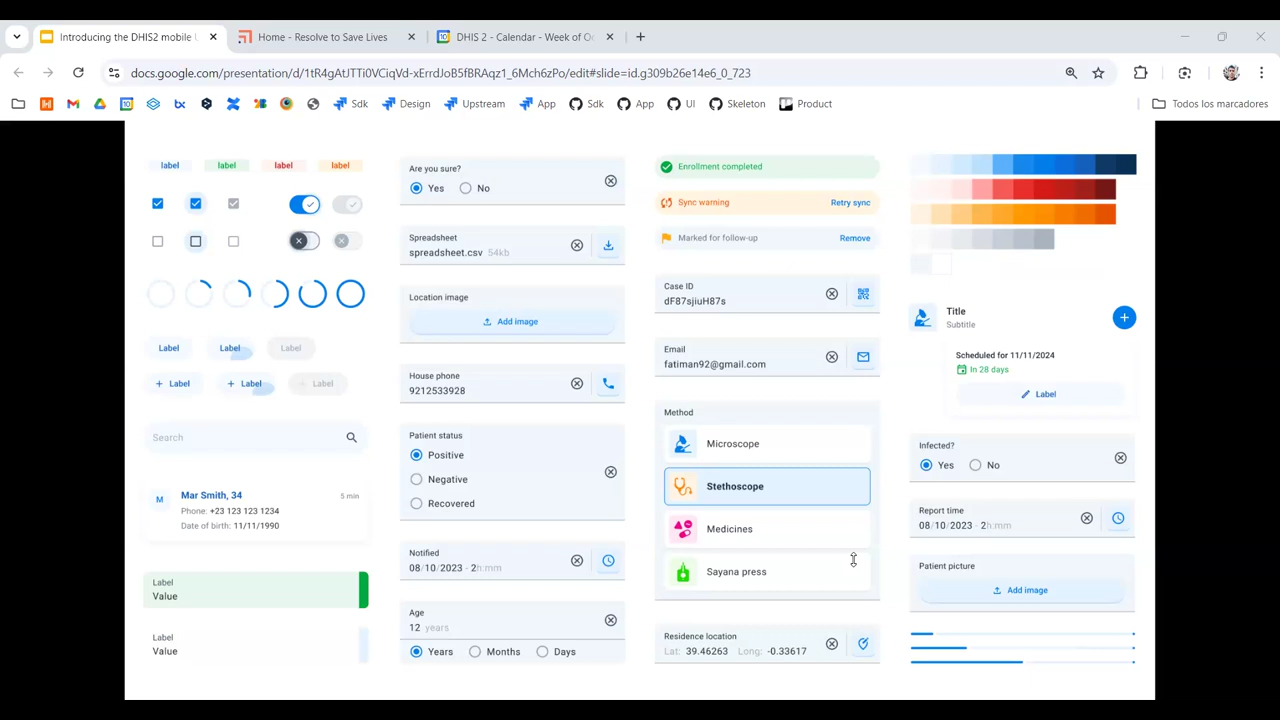 Introducing the DHIS2 mobile
Home - Resolve to Save Lives
DHIS 2 - Calendar - Week of Oc
docs.google.com/presentation/d/1tR4gAtJTTi0VCiqVd-xErrdJoB5fBRAqz1_6Mch6zPo/edit#slide=id.g309b26e14e6_0_723
Sdk
Design
Upstream
App
Sdk
App
UI
Skeleton
Product
Todos los marcadores
label
label
label
label
Label
Label
Label
+ Label
+ Label
+ Label
Search
M
Mar Smith, 34
5 min
Phone: +23 123 123 1234
Date of birth: 11/11/1990
Label
Value
Label
Value
Are you sure?
Yes
No
Spreadsheet
spreadsheet.csv 54kb
Location image
Add image
House phone
9212533928
Patient status
Positive
Negative
Recovered
Notified
08/10/2023 - 2h:mm
Age
12 years
Years
Months
Days
Enrollment completed
Sync warning
Retry sync
Marked for follow-up
Remove
Case ID
dF87sjiuH87s
Email
fatiman92@gmail.com
Method
Microscope
Stethoscope
Medicines
Sayana press
Residence location
Lat: 39.46263 Long: -0.33617
Title
Subtitle
Scheduled for 11/11/2024
In 28 days
Label
Infected?
Yes
No
Report time
08/10/2023 - 2h:mm
Patient picture
Add image